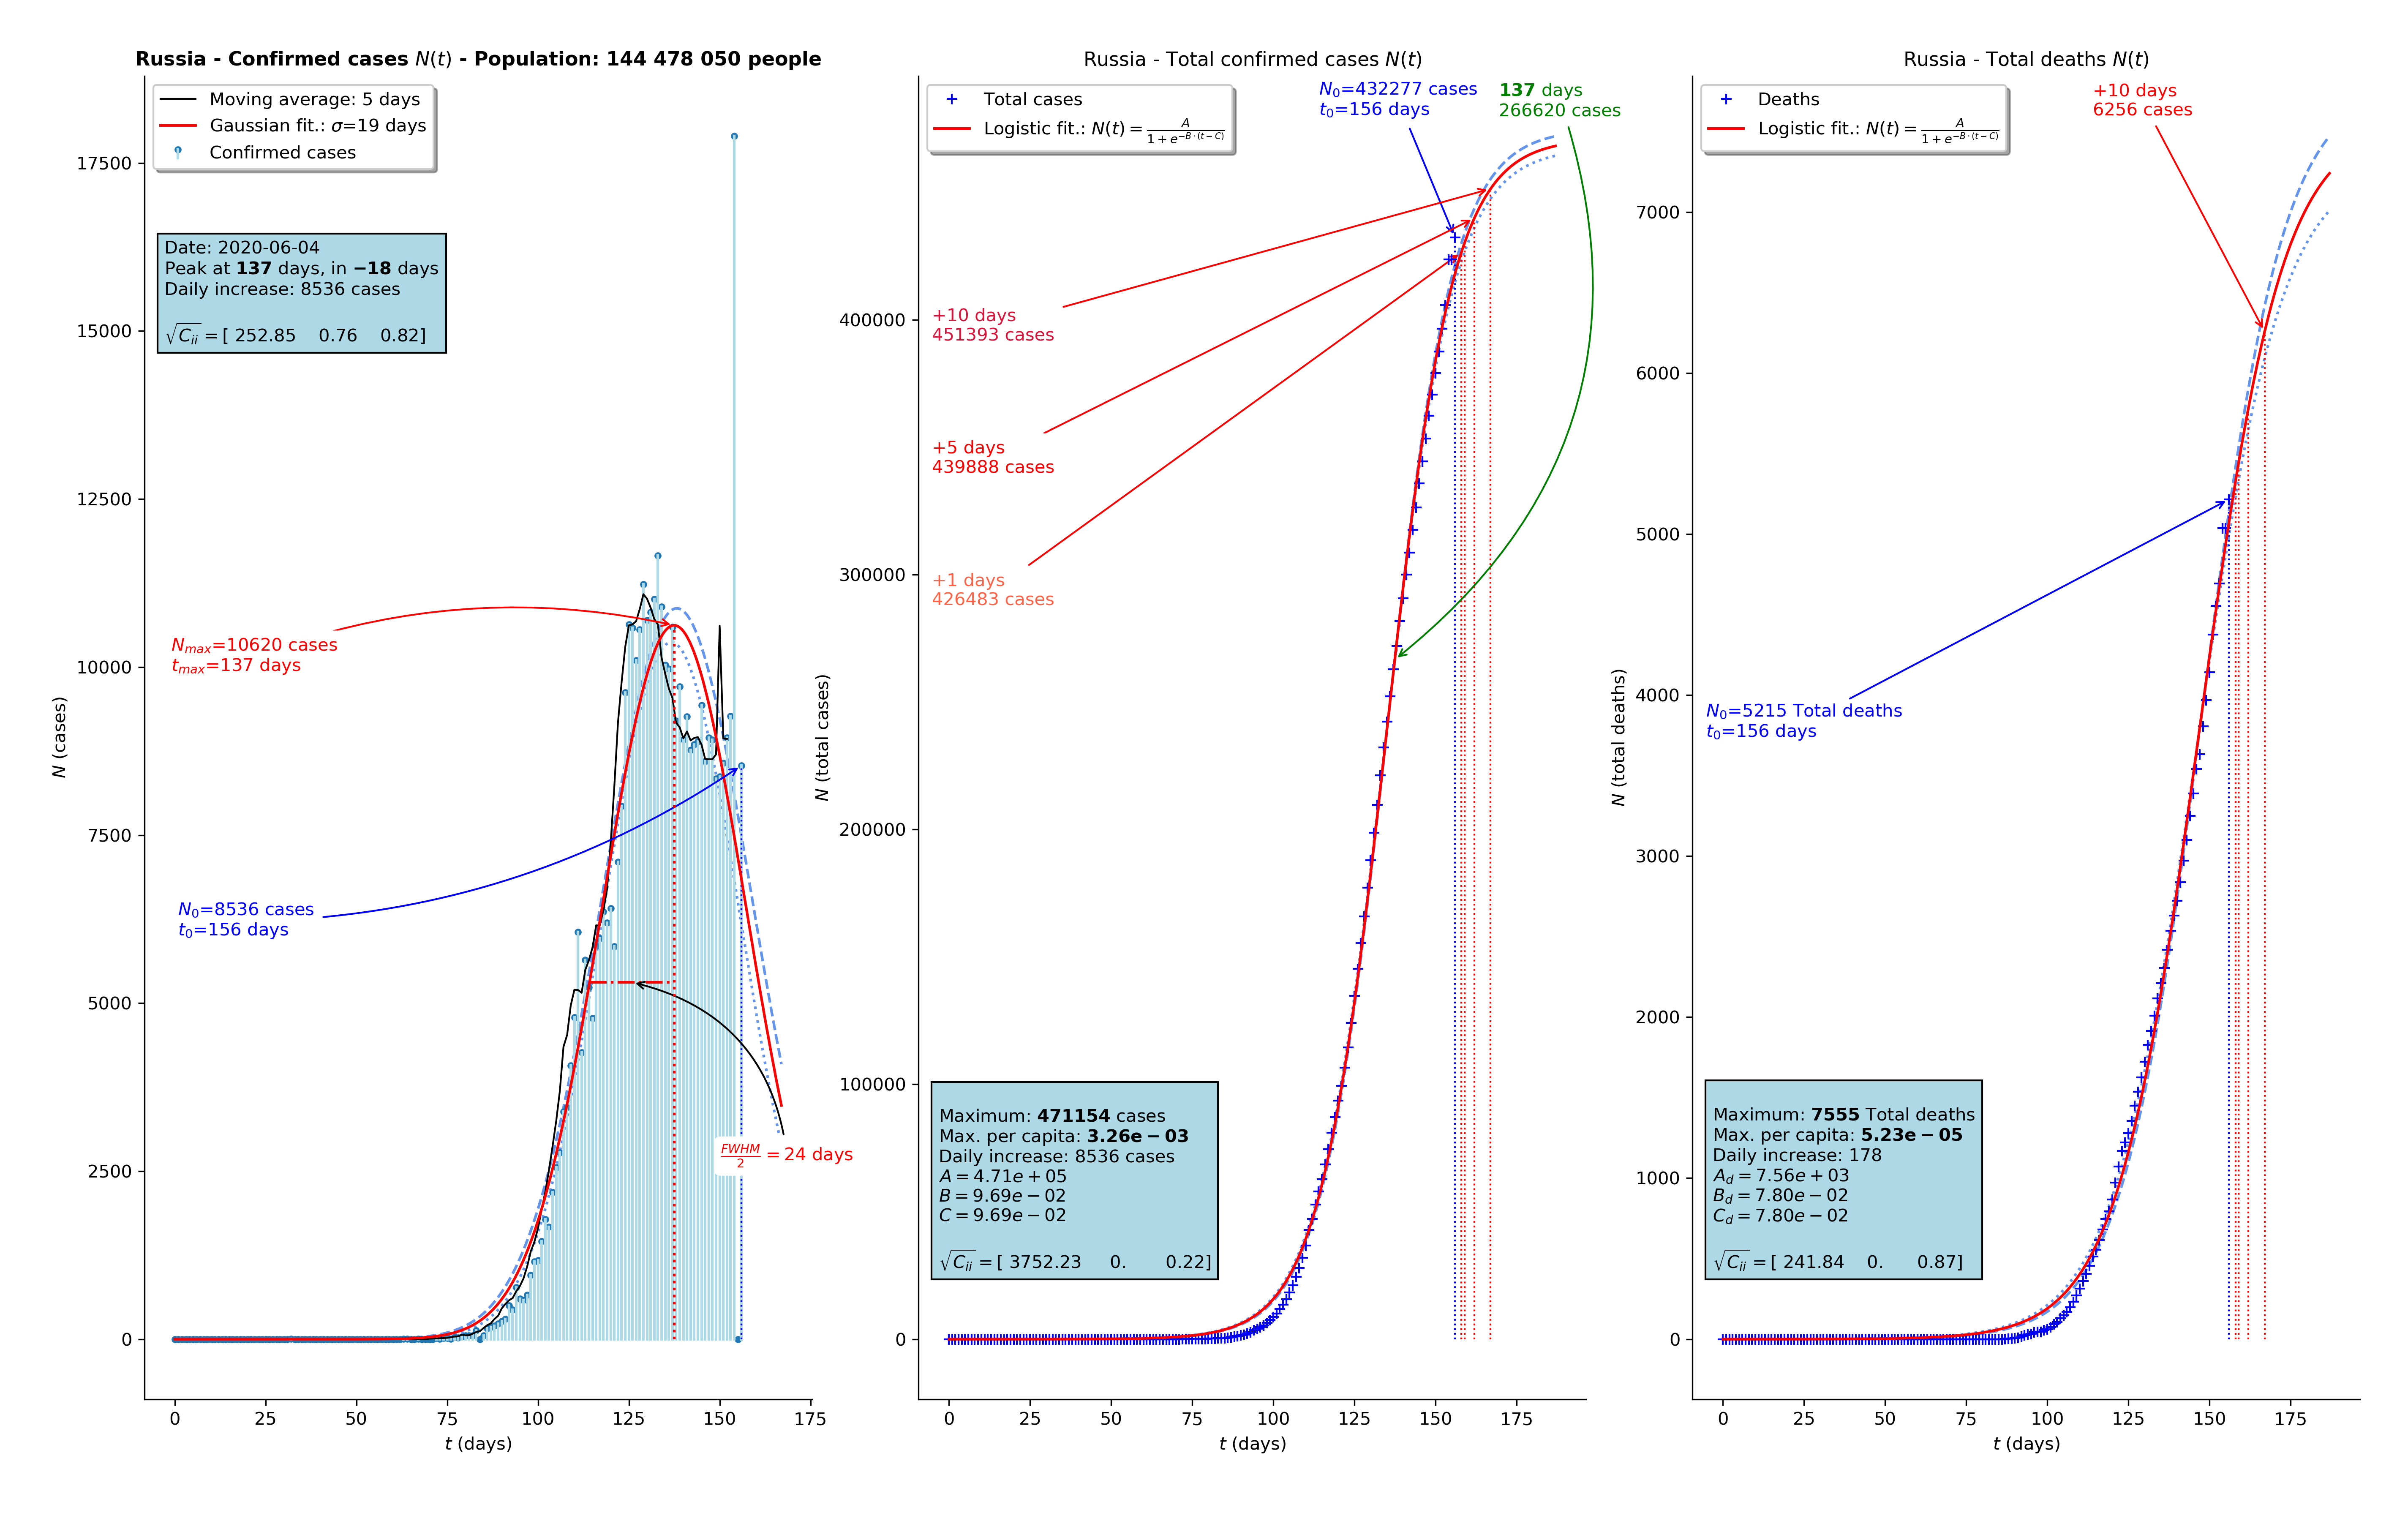 Russia - Confirmed cases N(t) - Population: 144 478 050 people
Moving average: 5 days
Gaussian fit.: σ=19 days
Confirmed cases
Date: 2020-06-04
Peak at 137 days, in −18 days
Daily increase: 8536 cases
√C_ii = [ 252.85 0.76 0.82]
N_max=10620 cases
t_max=137 days
N_0=8536 cases
t_0=156 days
FWHM/2 = 24 days
17500
15000
12500
10000
7500
5000
2500
0
N (cases)
0 25 50 75 100 125 150 175
t (days)
Russia - Total confirmed cases N(t)
Total cases
Logistic fit.: N(t) = A/(1 + e^{−B·(t−C)})
N_0=432277 cases
t_0=156 days
137 days
266620 cases
+10 days
451393 cases
+5 days
439888 cases
+1 days
426483 cases
Maximum: 471154 cases
Max. per capita: 3.26e − 03
Daily increase: 8536 cases
A = 4.71e + 05
B = 9.69e − 02
C = 9.69e − 02
√C_ii = [ 3752.23 0. 0.22]
400000
300000
200000
100000
0
N (total cases)
0 25 50 75 100 125 150 175
t (days)
Russia - Total deaths N(t)
Deaths
Logistic fit.: N(t) = A/(1 + e^{−B·(t−C)})
+10 days
6256 cases
N_0=5215 Total deaths
t_0=156 days
Maximum: 7555 Total deaths
Max. per capita: 5.23e − 05
Daily increase: 178
A_d = 7.56e + 03
B_d = 7.80e − 02
C_d = 7.80e − 02
√C_ii = [ 241.84 0. 0.87]
7000
6000
5000
4000
3000
2000
1000
0
N (total deaths)
0 25 50 75 100 125 150 175
t (days)